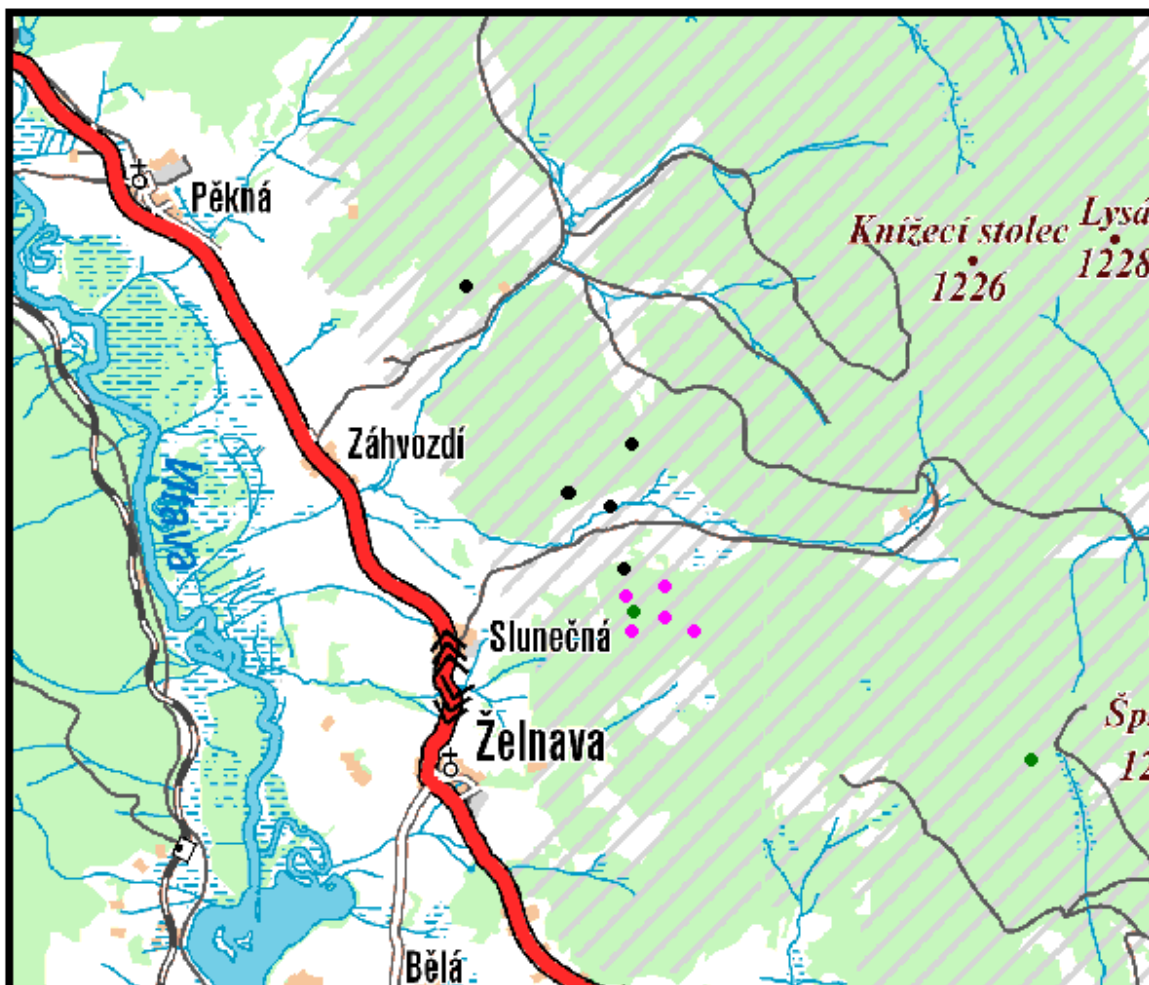 Pěkná
Knížecí stolec
1226
Lysá
1228
Záhvozdí
Vltava
Slunečná
Želnava
Bělá